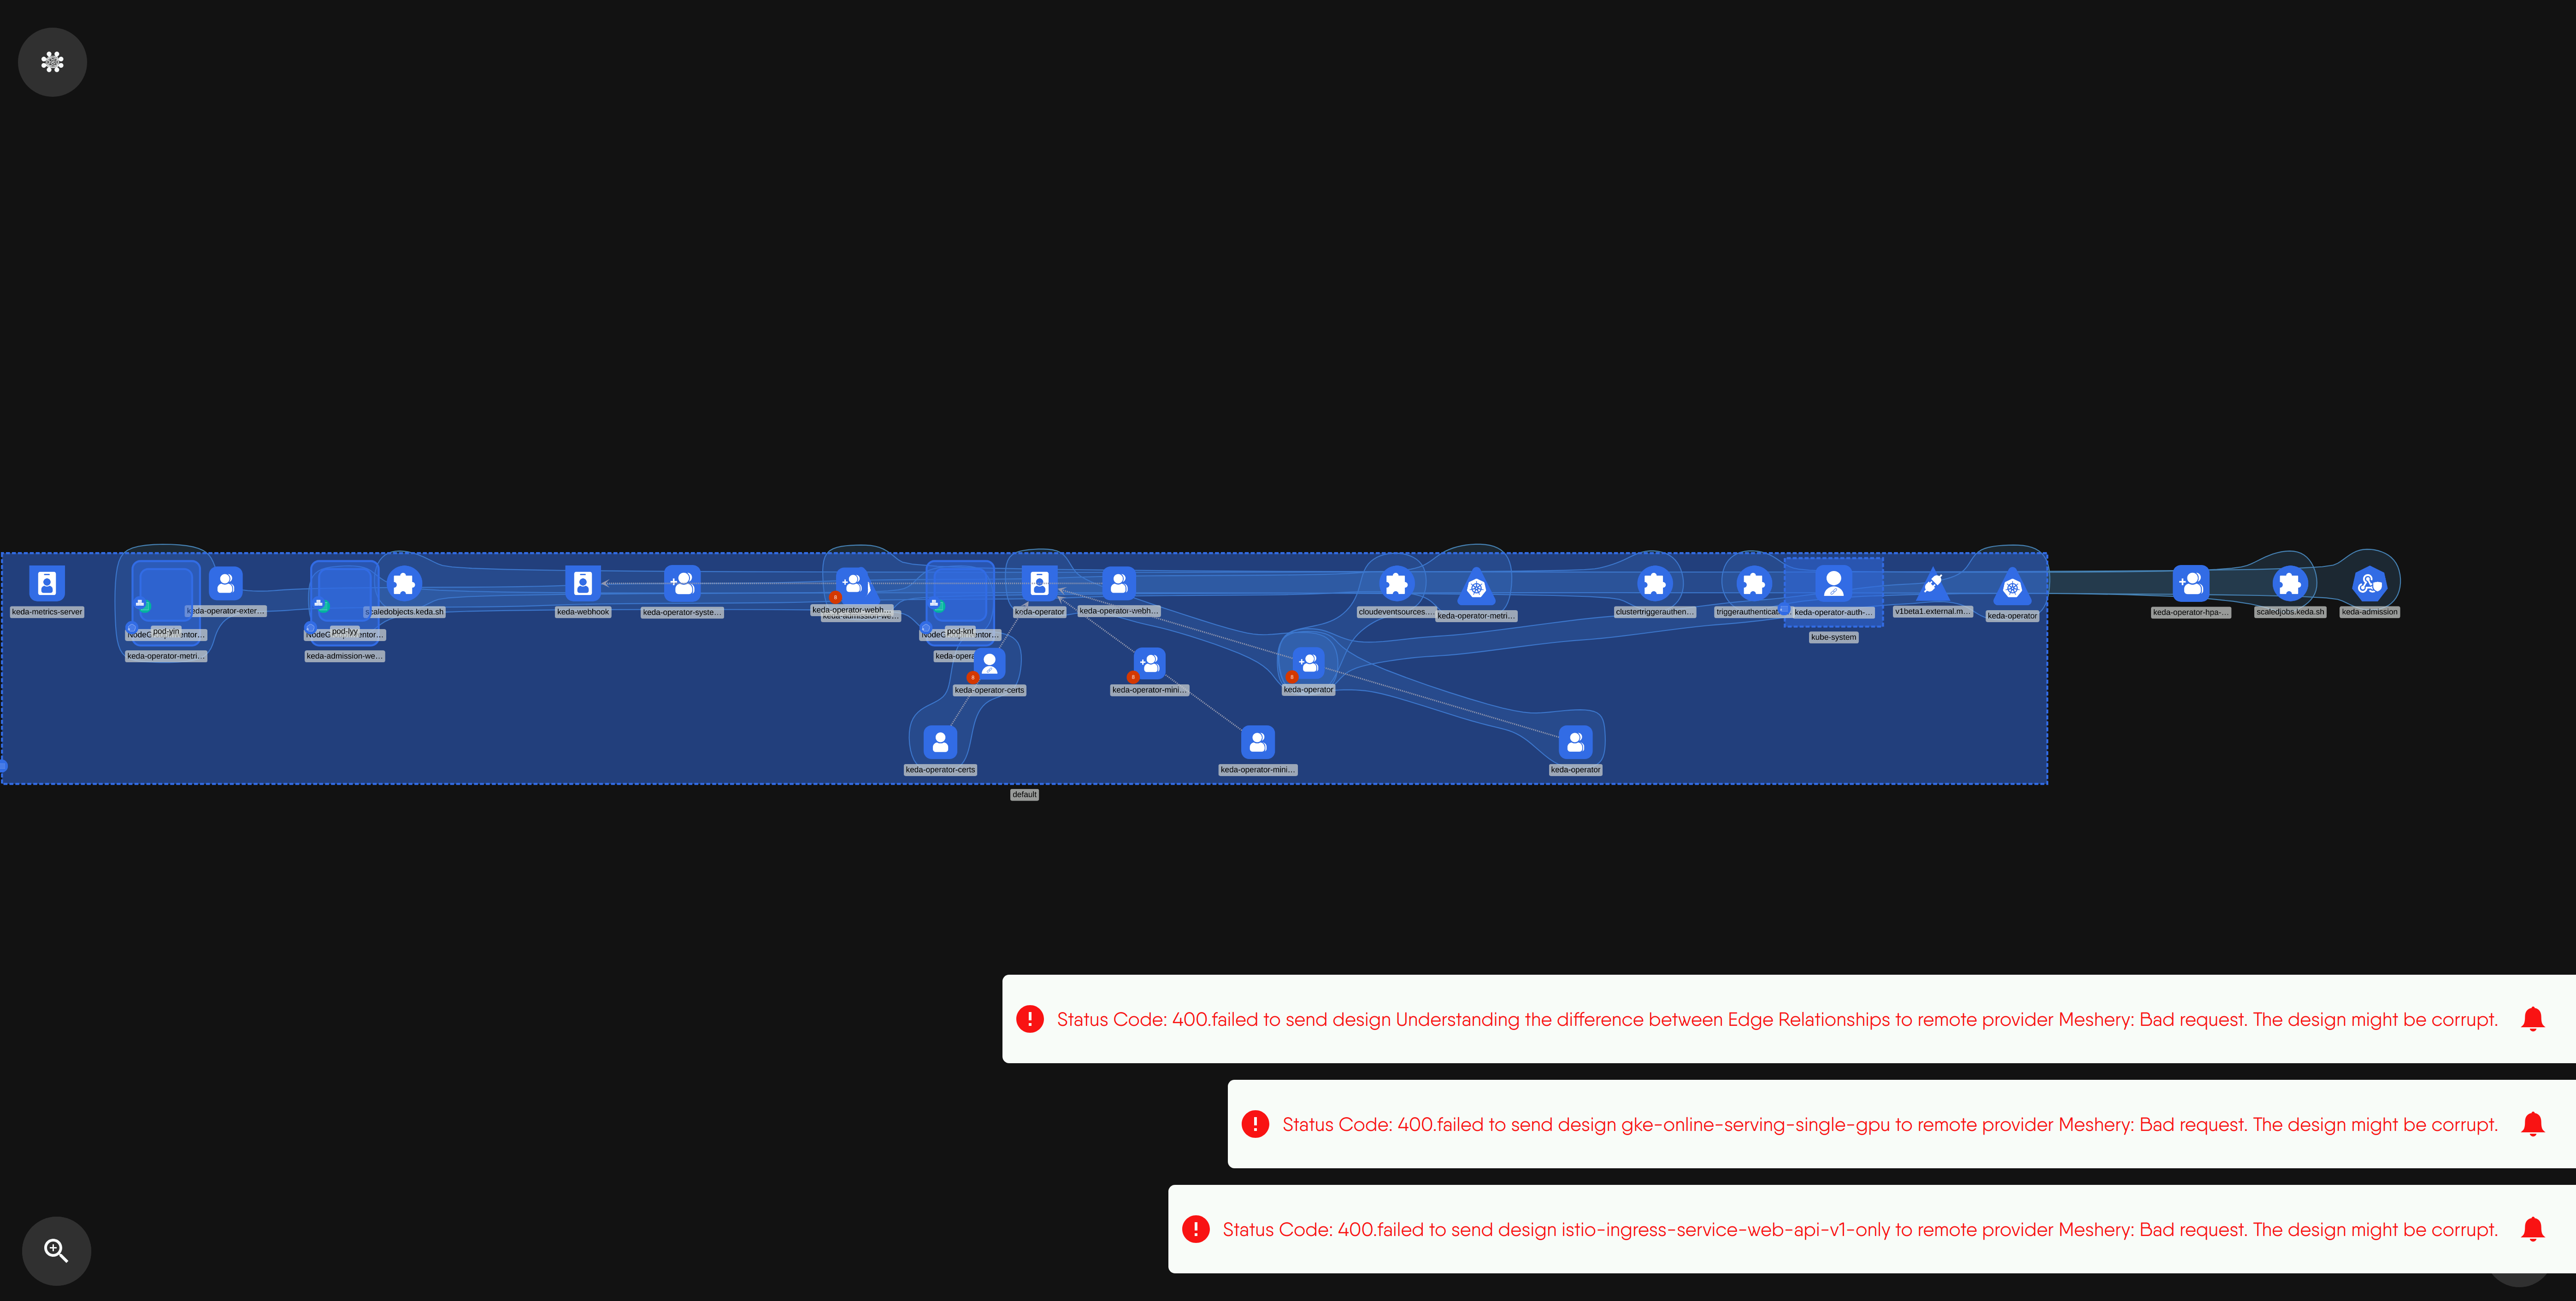 keda-metrics-server
keda-operator-exter…
scaledobjects.keda.sh
keda-webhook
keda-operator-syste…
keda-operator-webh…
keda-admission-we…
keda-operator
keda-operator-webh…
cloudeventsources.…
keda-operator-metri…
clustertriggerauthen…
triggerauthenticat
keda-operator-auth-…
v1beta1.external.m…
keda-operator
keda-operator-hpa-…
scaledjobs.keda.sh
keda-admission
pod-yin
pod-lyy
pod-knt
kube-system
keda-operator-metri…
keda-admission-we…
keda-opera
keda-operator-certs
keda-operator-mini…
keda-operator
keda-operator-certs
keda-operator-mini…
keda-operator
default
Status Code: 400.failed to send design Understanding the difference between Edge Relationships to remote provider Meshery: Bad request. The design might be corrupt.
Status Code: 400.failed to send design gke-online-serving-single-gpu to remote provider Meshery: Bad request. The design might be corrupt.
Status Code: 400.failed to send design istio-ingress-service-web-api-v1-only to remote provider Meshery: Bad request. The design might be corrupt.